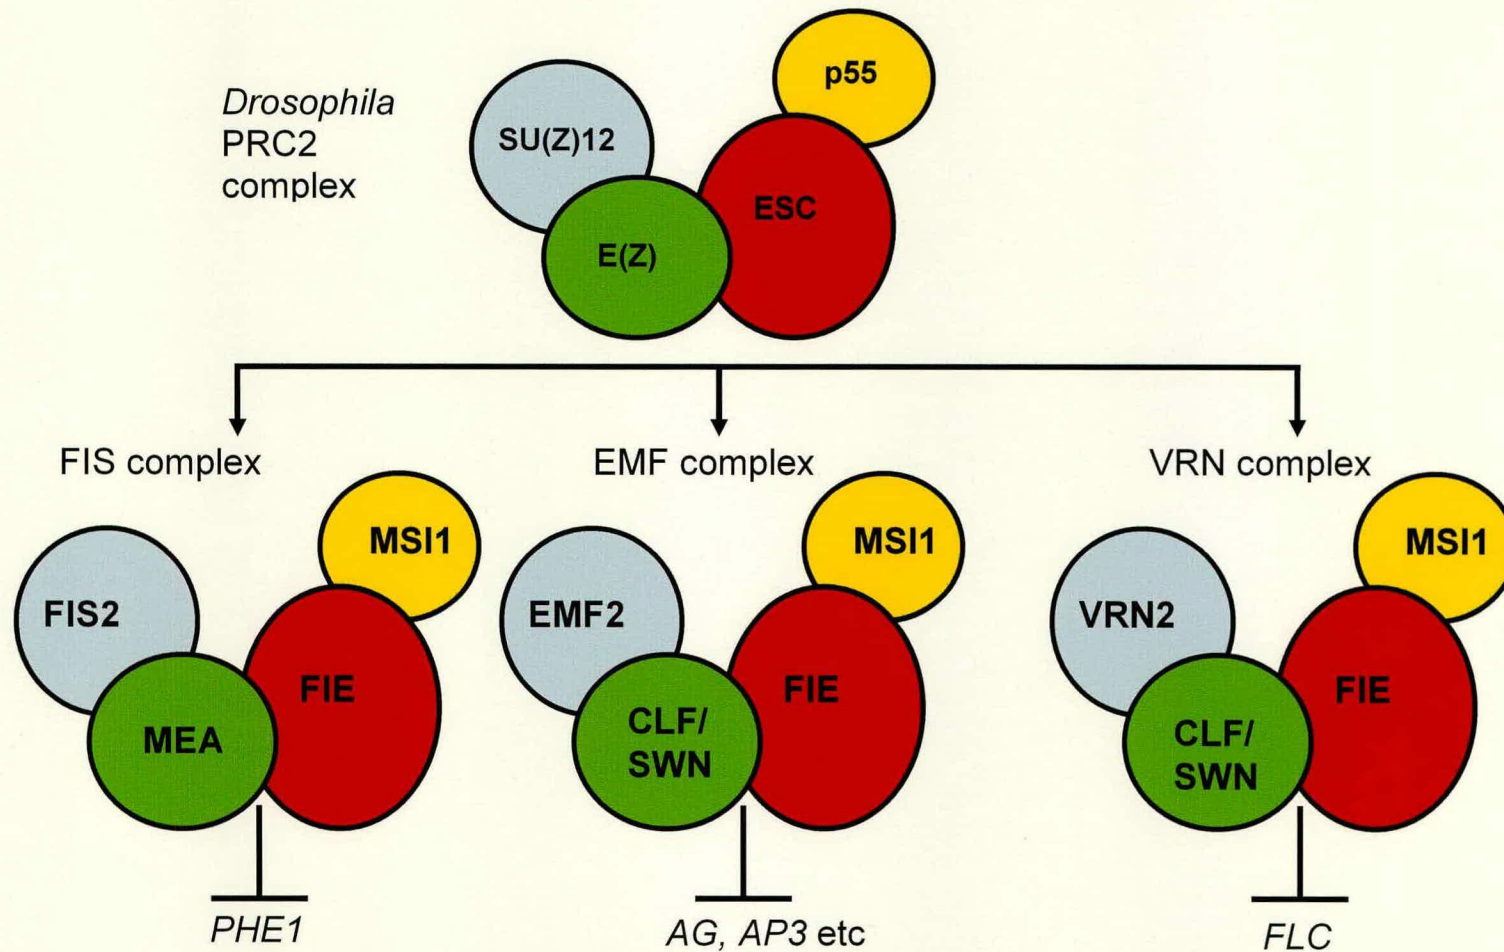 Drosophila
PRC2
complex
p55
SU(Z)12
ESC
E(Z)
FIS complex
EMF complex
VRN complex
MSI1
FIS2
FIE
MEA
MSI1
EMF2
FIE
CLF/
SWN
MSI1
VRN2
FIE
CLF/
SWN
PHE1
AG, AP3 etc
FLC